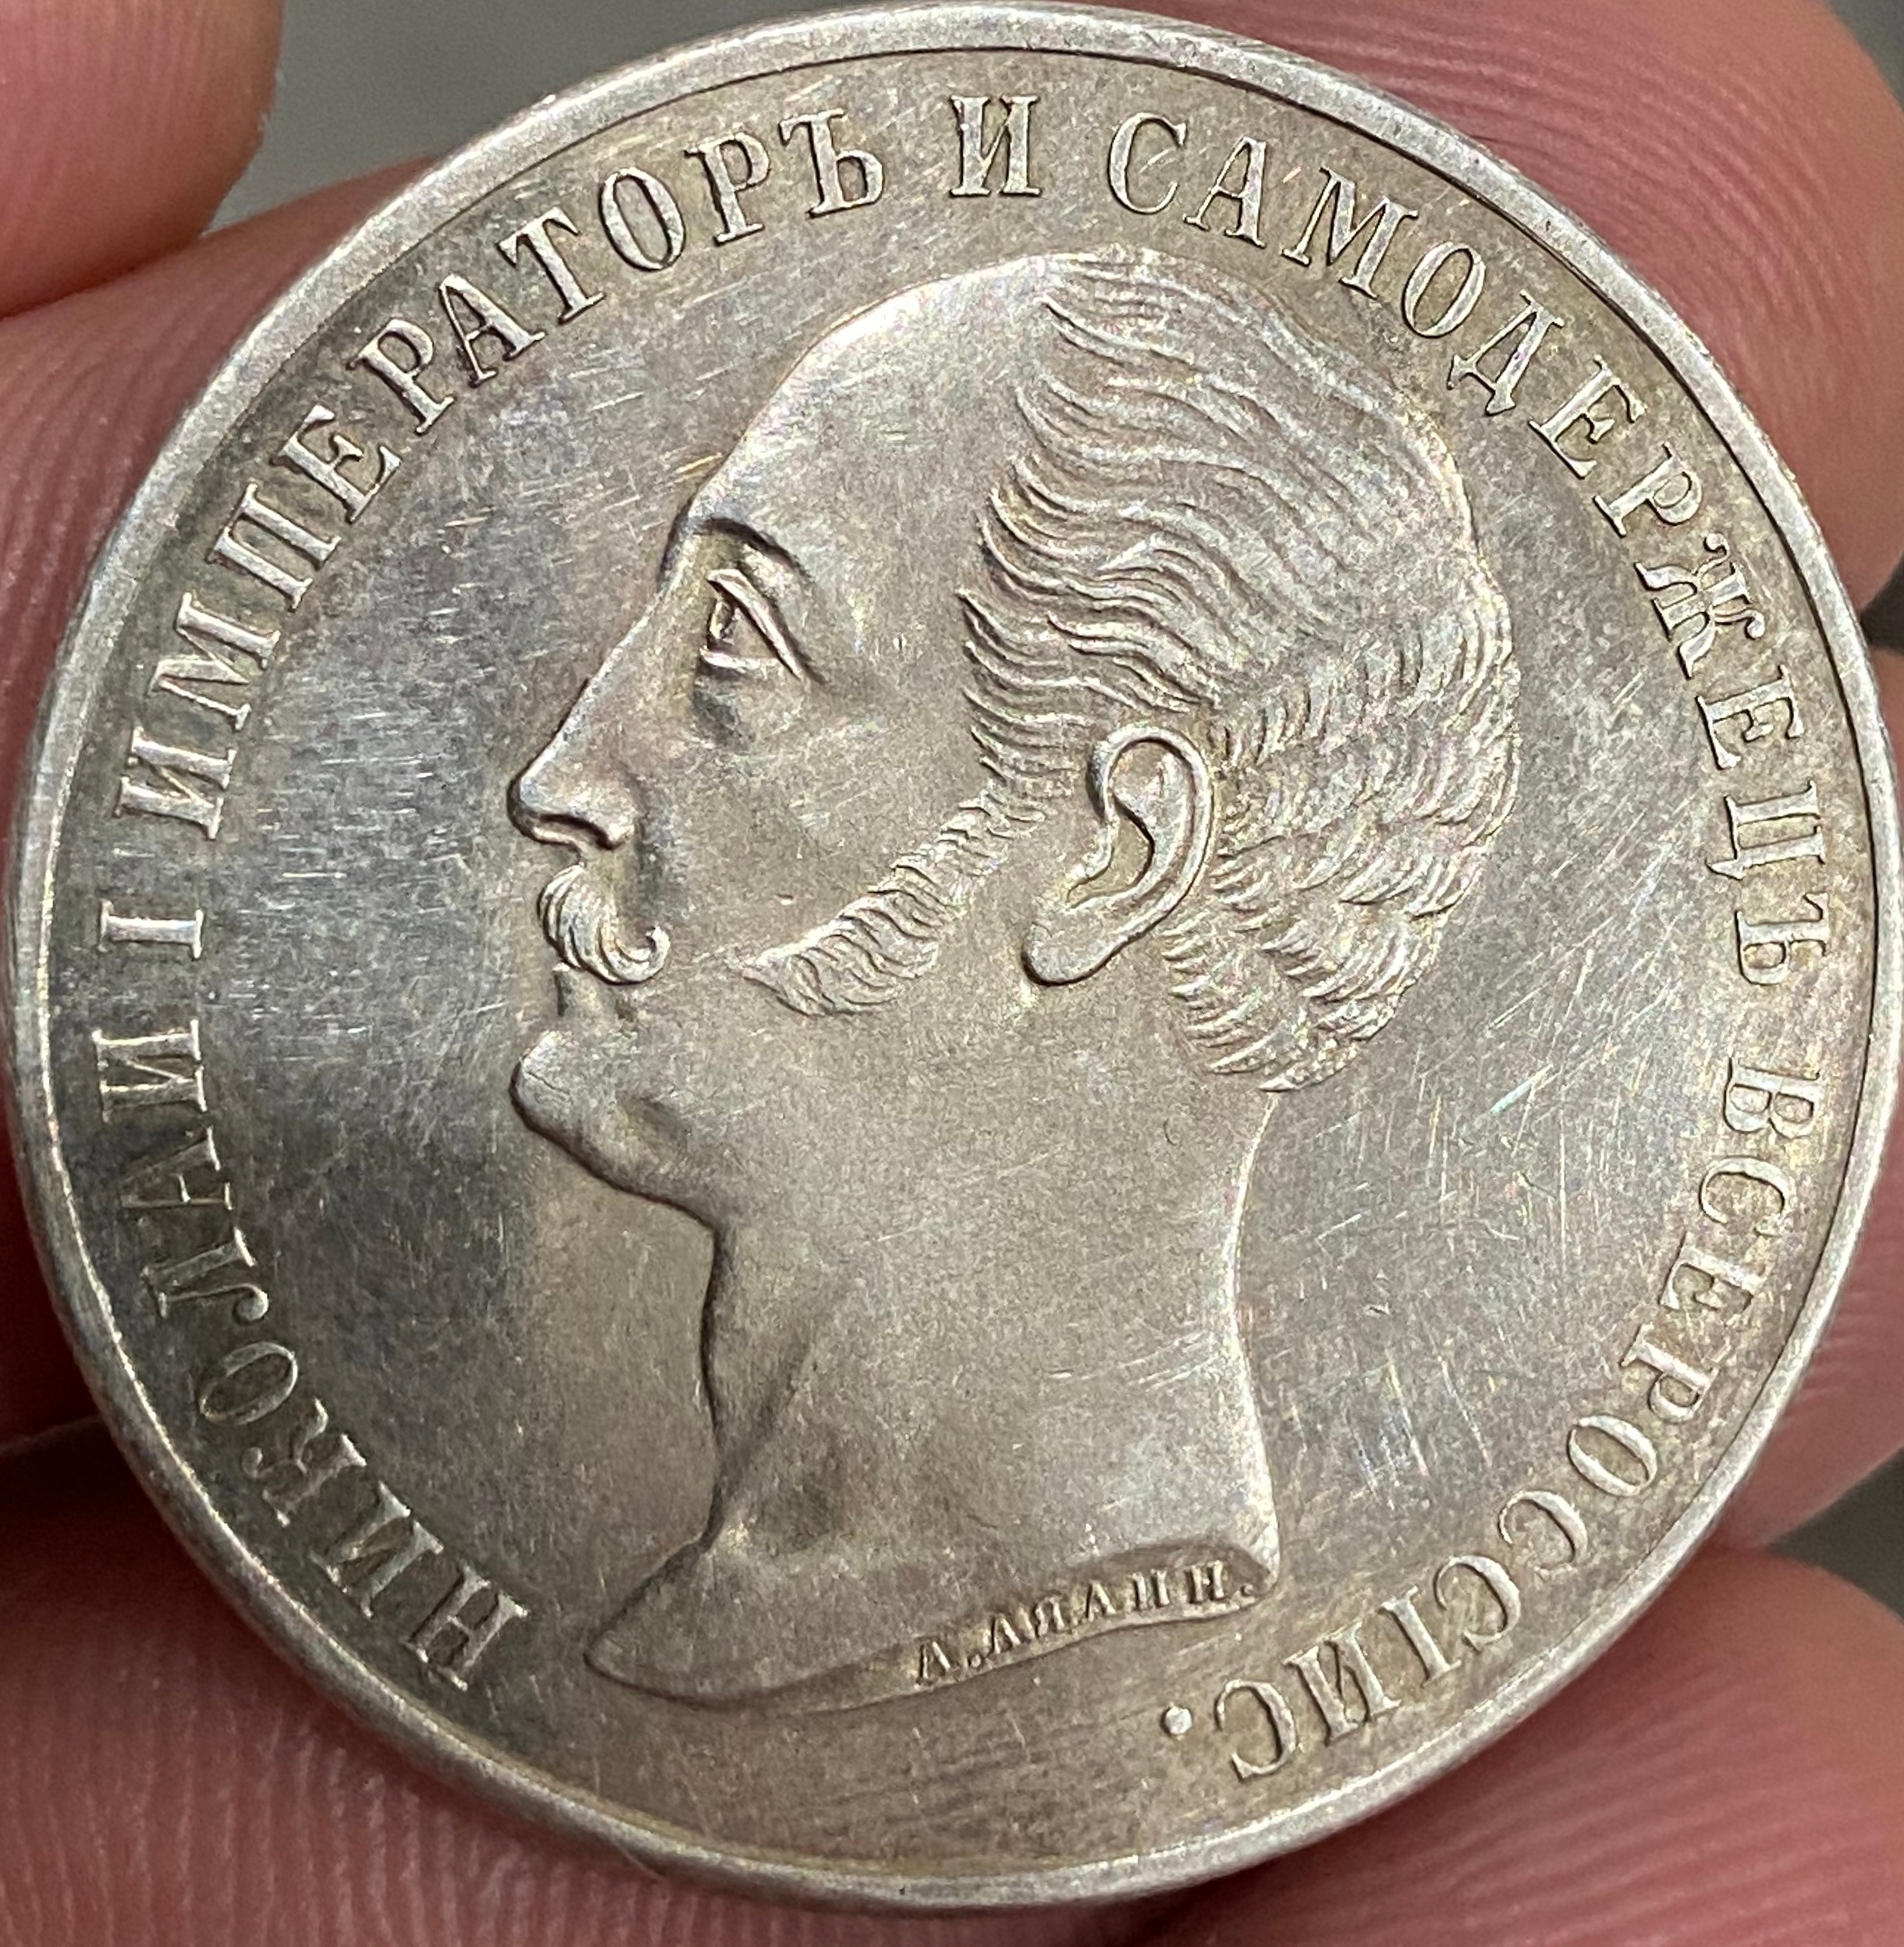 НИКОЛАЙ I ИМПЕРАТОРЪ И САМОДЕРЖЕЦЪ ВСЕРОССІЙС.
А.ЛЯЛИН Н.